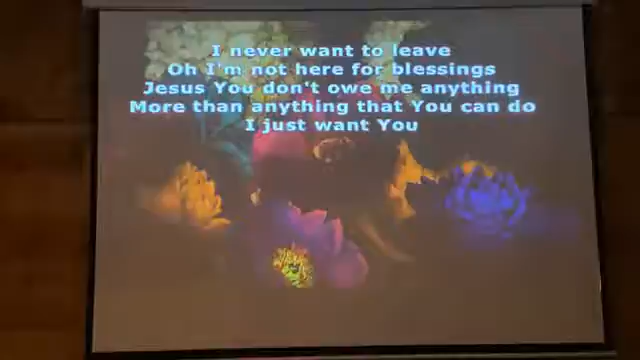 I never want to leave
Oh I'm not here for blessings
Jesus You don't owe me anything
More than anything that You can do
I just want You